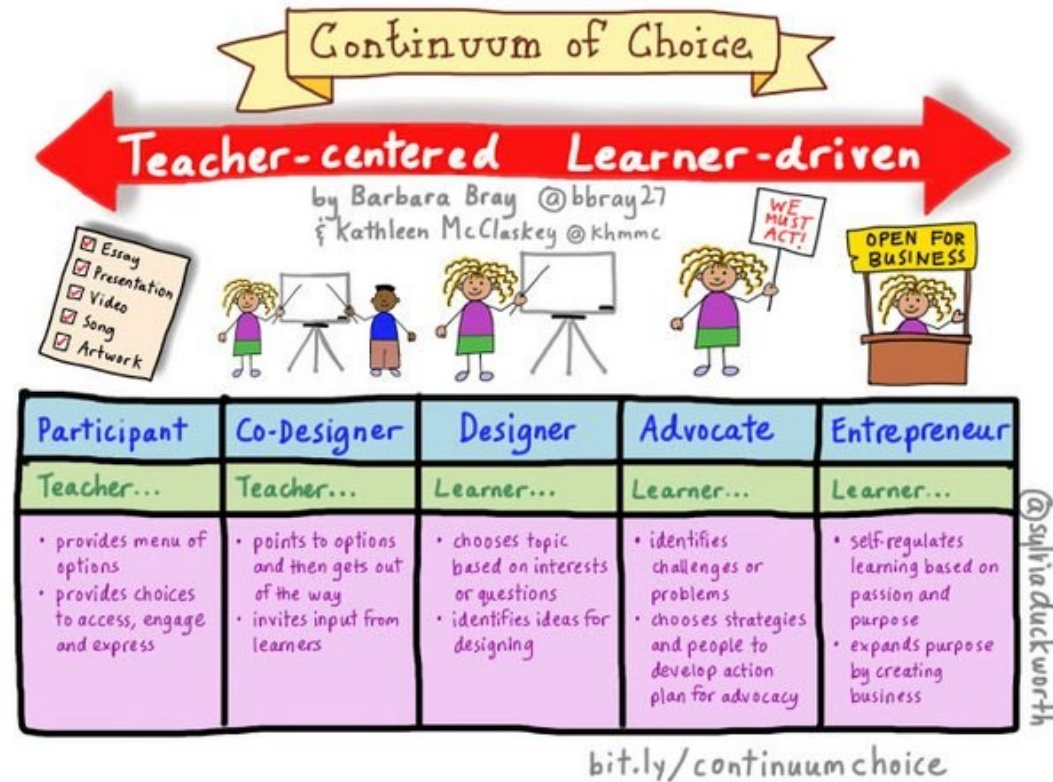 Continuum of Choice
Teacher-centered Learner-driven
by Barbara Bray @bbray27
& Kathleen McClaskey @khmmc
Essay
Presentation
Video
Song
Artwork
WE
MUST
ACT!
OPEN FOR
BUSINESS
Participant
Teacher...
• provides menu of
options
• provides choices
to access, engage
and express
Co-Designer
Teacher...
• points to options
and then gets out
of the way
• invites input from
learners
Designer
Learner...
• chooses topic
based on interests
or questions
• identifies ideas for
designing
Advocate
Learner...
• identifies
challenges or
problems
• chooses strategies
and people to
develop action
plan for advocacy
Entrepreneur
Learner...
• self-regulates
learning based on
passion and
purpose
• expands purpose
by creating
business
@sylviaduckworth
bit.ly/continuumchoice